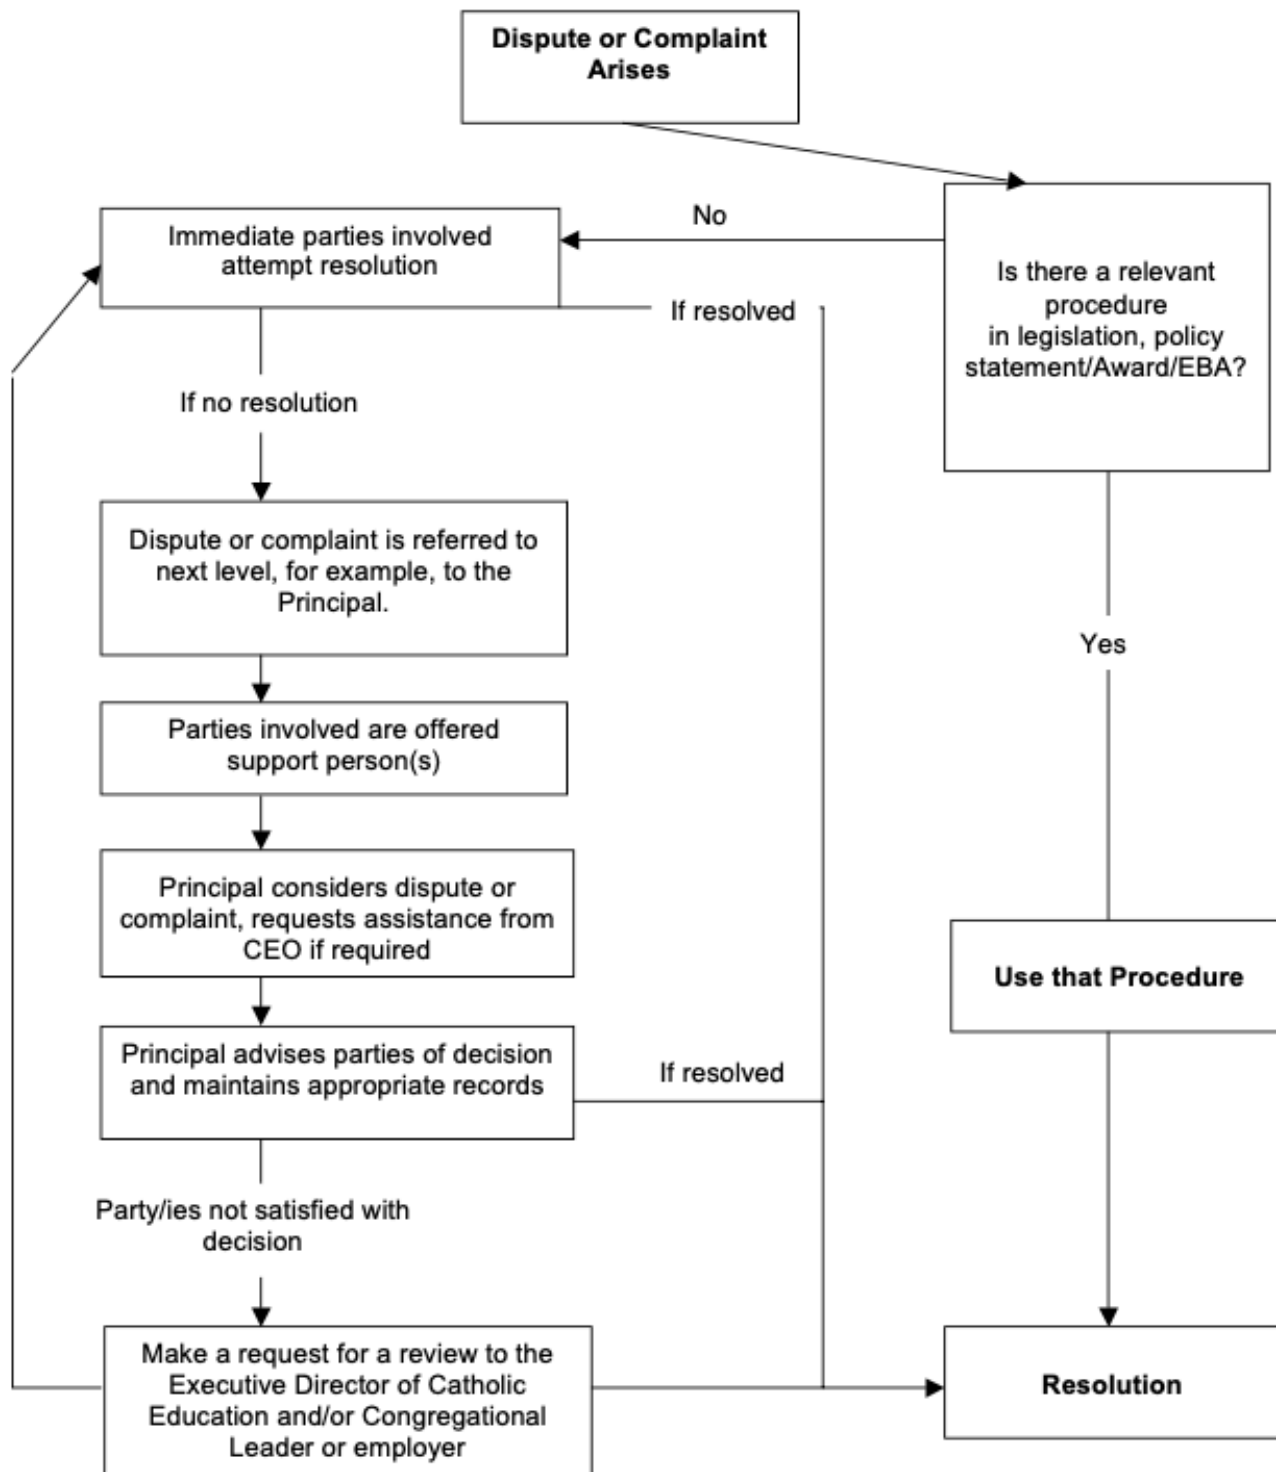 Dispute or Complaint
Arises
No
Immediate parties involved
attempt resolution
Is there a relevant
procedure
in legislation, policy
statement/Award/EBA?
If resolved
If no resolution
Dispute or complaint is referred to
next level, for example, to the
Principal.
Yes
Parties involved are offered
support person(s)
Principal considers dispute or
complaint, requests assistance from
CEO if required
Use that Procedure
Principal advises parties of decision
and maintains appropriate records
If resolved
Party/ies not satisfied with
decision
Make a request for a review to the
Executive Director of Catholic
Education and/or Congregational
Leader or employer
Resolution